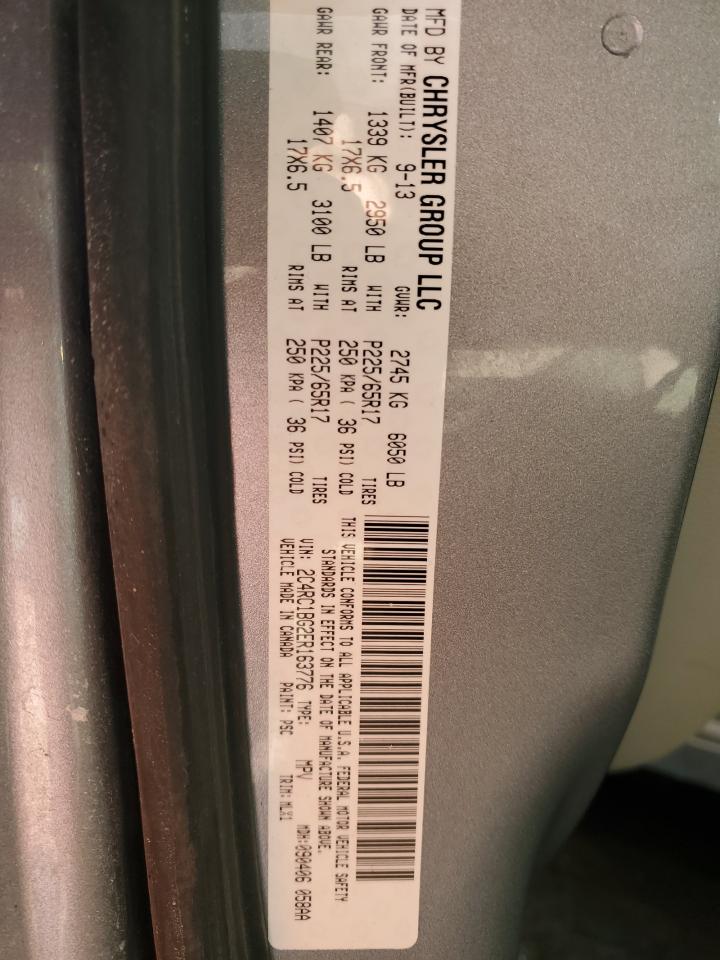 MFD BY CHRYSLER GROUP LLC
DATE OF MFR(BUILT): 9-13 GVWR: 2745 KG 6050 LB
GAWR FRONT: 1339 KG 2950 LB WITH P225/65R17 TIRES
17X6.5 RIMS AT 250 KPA ( 36 PSI) COLD
GAWR REAR: 1407 KG 3100 LB WITH P225/65R17 TIRES
17X6.5 RIMS AT 250 KPA ( 36 PSI) COLD
THIS VEHICLE CONFORMS TO ALL APPLICABLE U.S.A. FEDERAL MOTOR VEHICLE SAFETY
STANDARDS IN EFFECT ON THE DATE OF MANUFACTURE SHOWN ABOVE.
VIN: 2C4RC1BG2ER163776 TYPE: MPV MDH:090406 058AA
VEHICLE MADE IN CANADA PAINT: PSC TRIM: MLX1